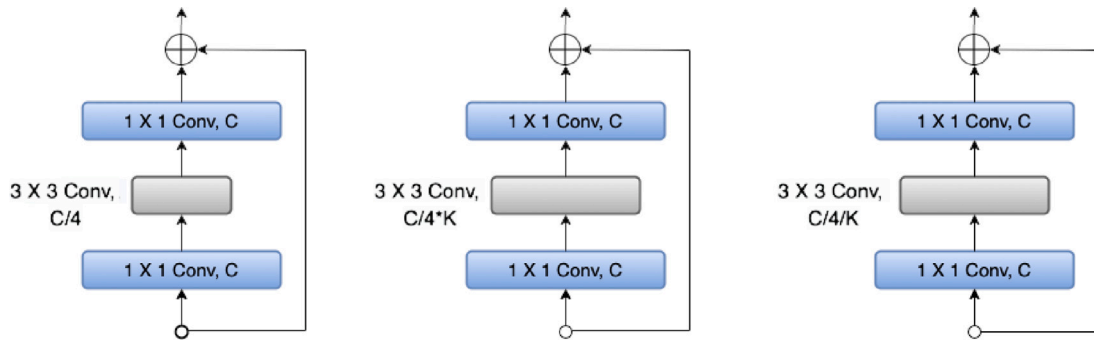 1 X 1 Conv, C
3 X 3 Conv,
C/4
1 X 1 Conv, C
1 X 1 Conv, C
3 X 3 Conv,
C/4*K
1 X 1 Conv, C
1 X 1 Conv, C
3 X 3 Conv,
C/4/K
1 X 1 Conv, C